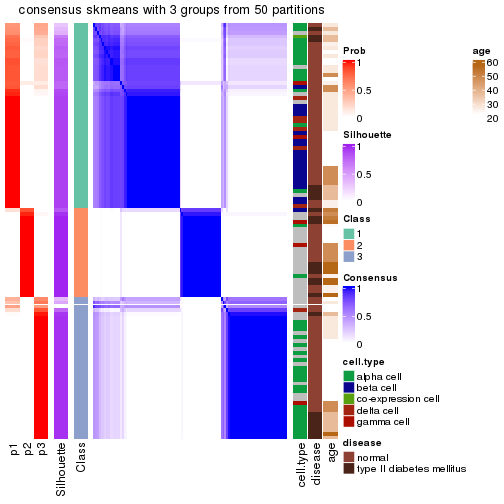 consensus skmeans with 3 groups from 50 partitions
Prob
1
0.5
0
age
60
50
40
30
20
Silhouette
1
0.5
0
Class
1
2
3
Consensus
1
0.5
0
cell.type
alpha cell
beta cell
co-expression cell
delta cell
gamma cell
disease
normal
type II diabetes mellitus
p1
p2
p3
Silhouette
Class
cell.type
disease
age